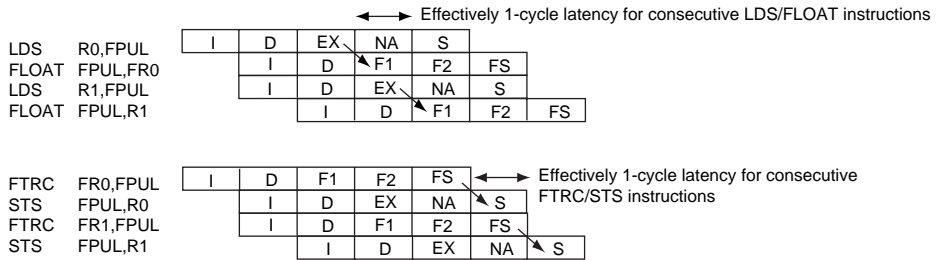 Effectively 1-cycle latency for consecutive LDS/FLOAT instructions
LDS R0,FPUL I D EX NA S
FLOAT FPUL,FR0 I D F1 F2 FS
LDS R1,FPUL I D EX NA S
FLOAT FPUL,R1 I D F1 F2 FS
Effectively 1-cycle latency for consecutive
FTRC/STS instructions
FTRC FR0,FPUL I D F1 F2 FS
STS FPUL,R0 I D EX NA S
FTRC FR1,FPUL I D F1 F2 FS
STS FPUL,R1 I D EX NA S